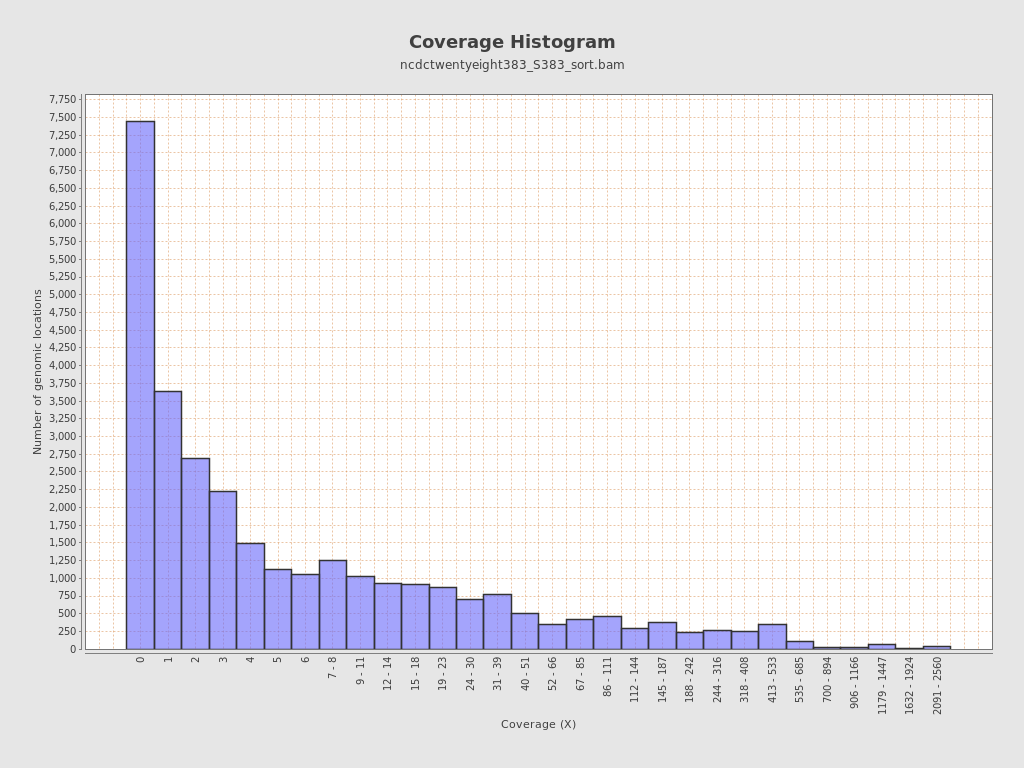 Coverage Histogram
ncdctwentyeight383_S383_sort.bam
Number of genomic locations
7,750
7,500
7,250
7,000
6,750
6,500
6,250
6,000
5,750
5,500
5,250
5,000
4,750
4,500
4,250
4,000
3,750
3,500
3,250
3,000
2,750
2,500
2,250
2,000
1,750
1,500
1,250
1,000
750
500
250
0
0
1
2
3
4
5
6
7 - 8
9 - 11
12 - 14
15 - 18
19 - 23
24 - 30
31 - 39
40 - 51
52 - 66
67 - 85
86 - 111
112 - 144
145 - 187
188 - 242
244 - 316
318 - 408
413 - 533
535 - 685
700 - 894
906 - 1166
1179 - 1447
1632 - 1924
2091 - 2560
Coverage (X)